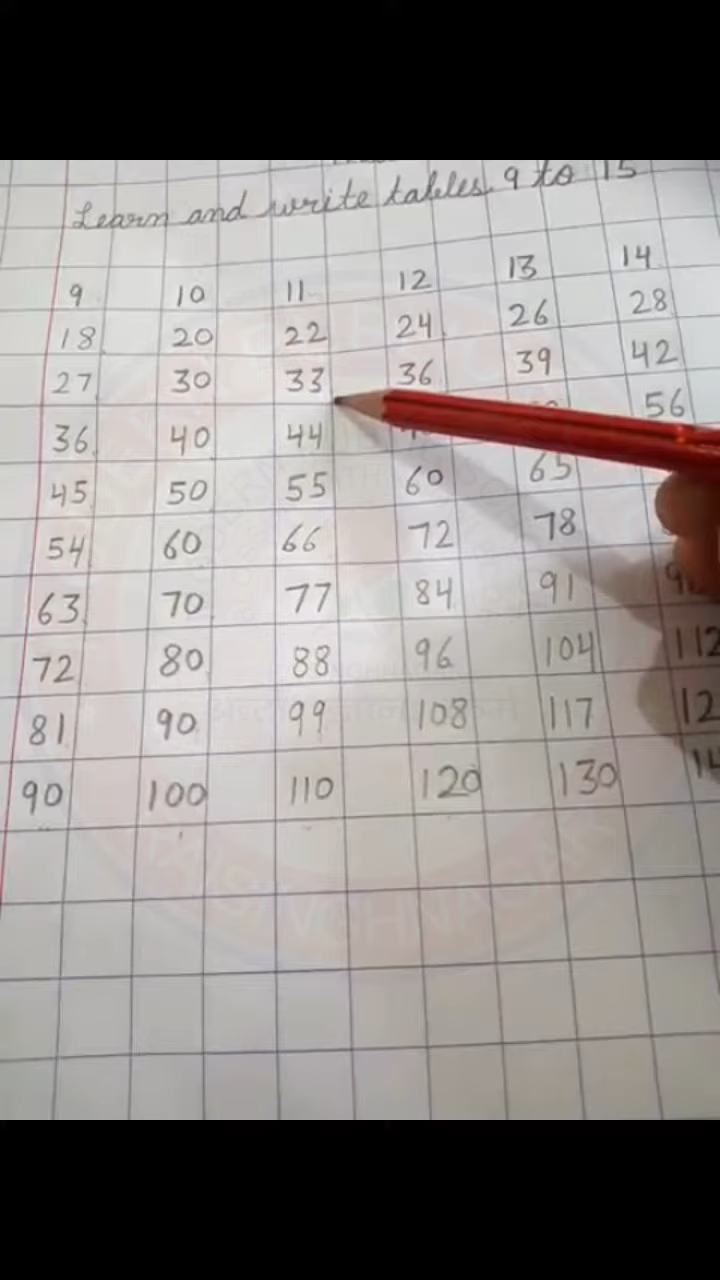 Learn and write tables 9 to 15
9 10 11 12 13 14
18 20 22 24 26 28
27 30 33 36 39 42
36 40 44 56
45 50 55 60 65
54 60 66 72 78
63 70 77 84 91
72 80 88 96 104 112
81 90 99 108 117
90 100 110 120 130